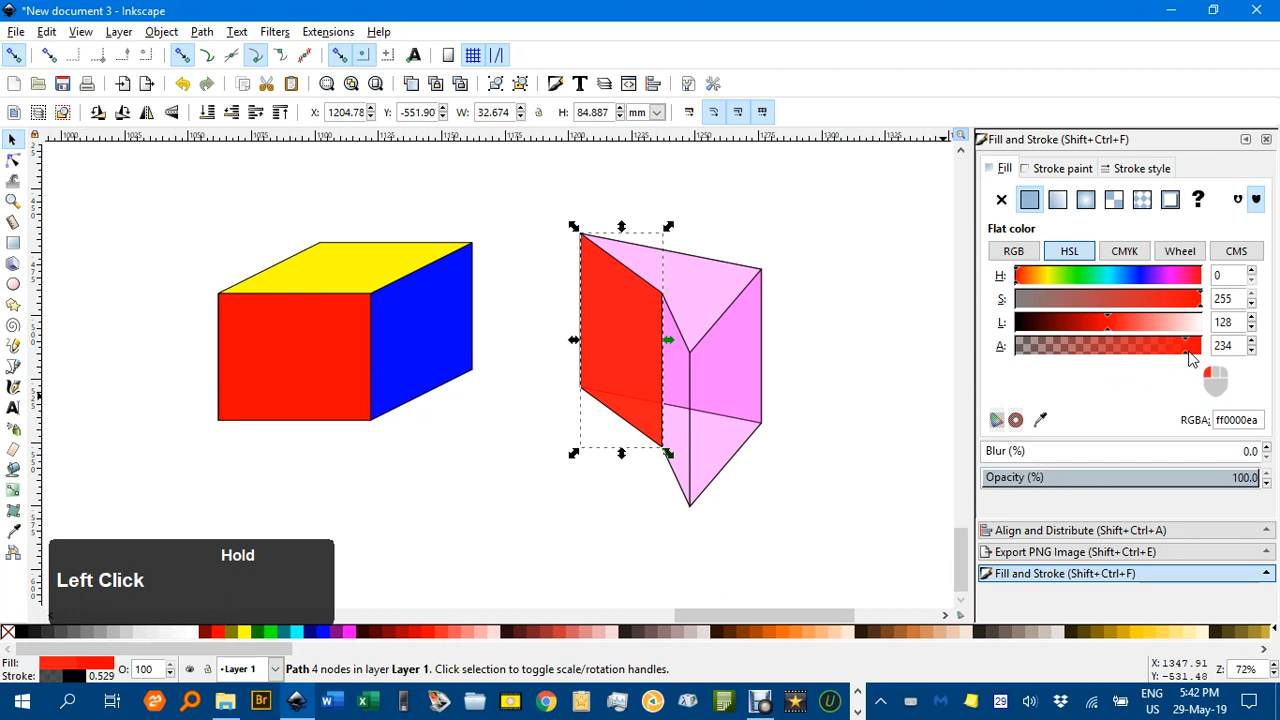 *New document 3 - Inkscape
File Edit View Layer Object Path Text Filters Extensions Help
X: 1204.78 Y: -551.90 W: 32.674 H: 84.887 mm
Fill and Stroke (Shift+Ctrl+F)
Fill Stroke paint Stroke style
?
Flat color
RGB HSL CMYK Wheel CMS
H: 0
S: 255
L: 128
A: 234
RGBA: ff0000ea
Blur (%) 0.0
Opacity (%) 100.0
Align and Distribute (Shift+Ctrl+A)
Export PNG Image (Shift+Ctrl+E)
Fill and Stroke (Shift+Ctrl+F)
Hold
Left Click
Fill: O: 100 Layer 1 Path 4 nodes in layer Layer 1. Click selection to toggle scale/rotation handles. X: 1347.91 Z: 72%
Stroke: 0.529 Y: -531.48
ENG 5:42 PM
US 29-May-19
Br 29 U